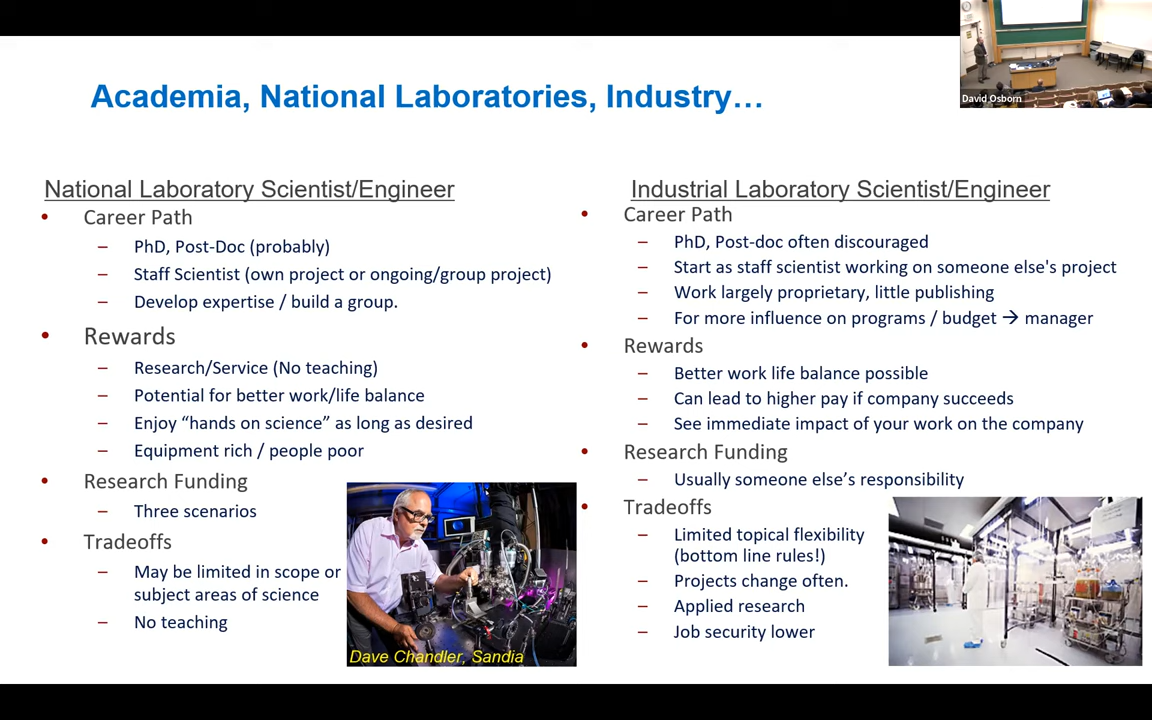 Academia, National Laboratories, Industry…
David Osborn
National Laboratory Scientist/Engineer
• Career Path
– PhD, Post-Doc (probably)
– Staff Scientist (own project or ongoing/group project)
– Develop expertise / build a group.
• Rewards
– Research/Service (No teaching)
– Potential for better work/life balance
– Enjoy “hands on science” as long as desired
– Equipment rich / people poor
• Research Funding
– Three scenarios
• Tradeoffs
– May be limited in scope or
subject areas of science
– No teaching
Dave Chandler, Sandia
Industrial Laboratory Scientist/Engineer
• Career Path
– PhD, Post-doc often discouraged
– Start as staff scientist working on someone else's project
– Work largely proprietary, little publishing
– For more influence on programs / budget → manager
• Rewards
– Better work life balance possible
– Can lead to higher pay if company succeeds
– See immediate impact of your work on the company
• Research Funding
– Usually someone else’s responsibility
• Tradeoffs
– Limited topical flexibility
(bottom line rules!)
– Projects change often.
– Applied research
– Job security lower